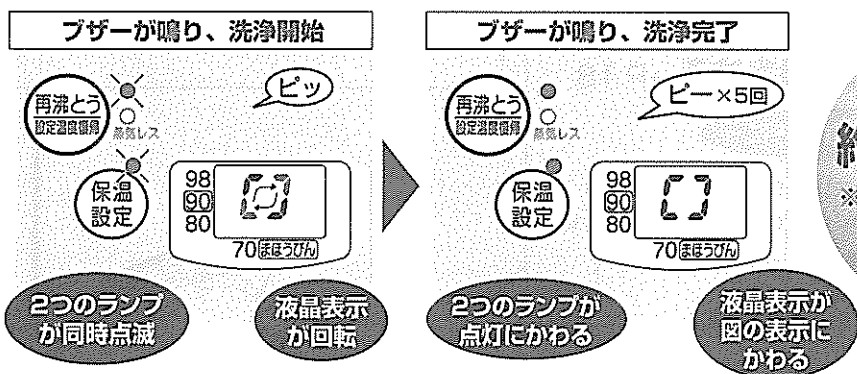 ブザーが鳴り、洗浄開始
再沸とう
設定温度復帰
蒸気レス
ピッ
保温
設定
98
90
80
70 まほうびん
2つのランプ
が同時点滅
液晶表示
が回転
ブザーが鳴り、洗浄完了
再沸とう
設定温度復帰
蒸気レス
ピー×5回
保温
設定
98
90
80
70 まほうびん
2つのランプが
点灯にかわる
液晶表示が
図の表示に
かわる
※